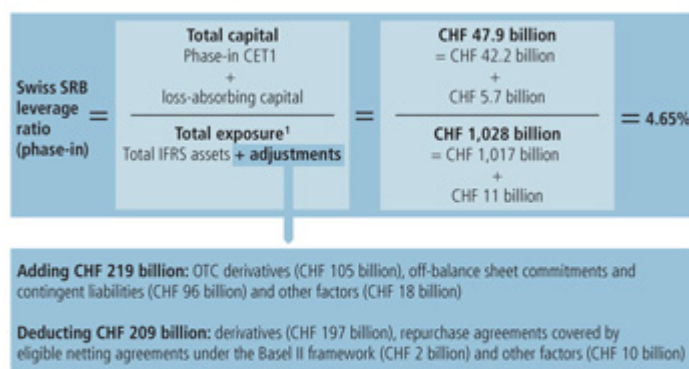 Swiss SRB
leverage
ratio
(phase-in)
=
Total capital
Phase-in CET1
+
loss-absorbing capital
Total exposure¹
Total IFRS assets + adjustments
=
CHF 47.9 billion
= CHF 42.2 billion
+
CHF 5.7 billion
CHF 1,028 billion
= CHF 1,017 billion
+
CHF 11 billion
= 4.65%
Adding CHF 219 billion: OTC derivatives (CHF 105 billion), off-balance sheet commitments and
contingent liabilities (CHF 96 billion) and other factors (CHF 18 billion)
Deducting CHF 209 billion: derivatives (CHF 197 billion), repurchase agreements covered by
eligible netting agreements under the Basel II framework (CHF 2 billion) and other factors (CHF 10 billion)